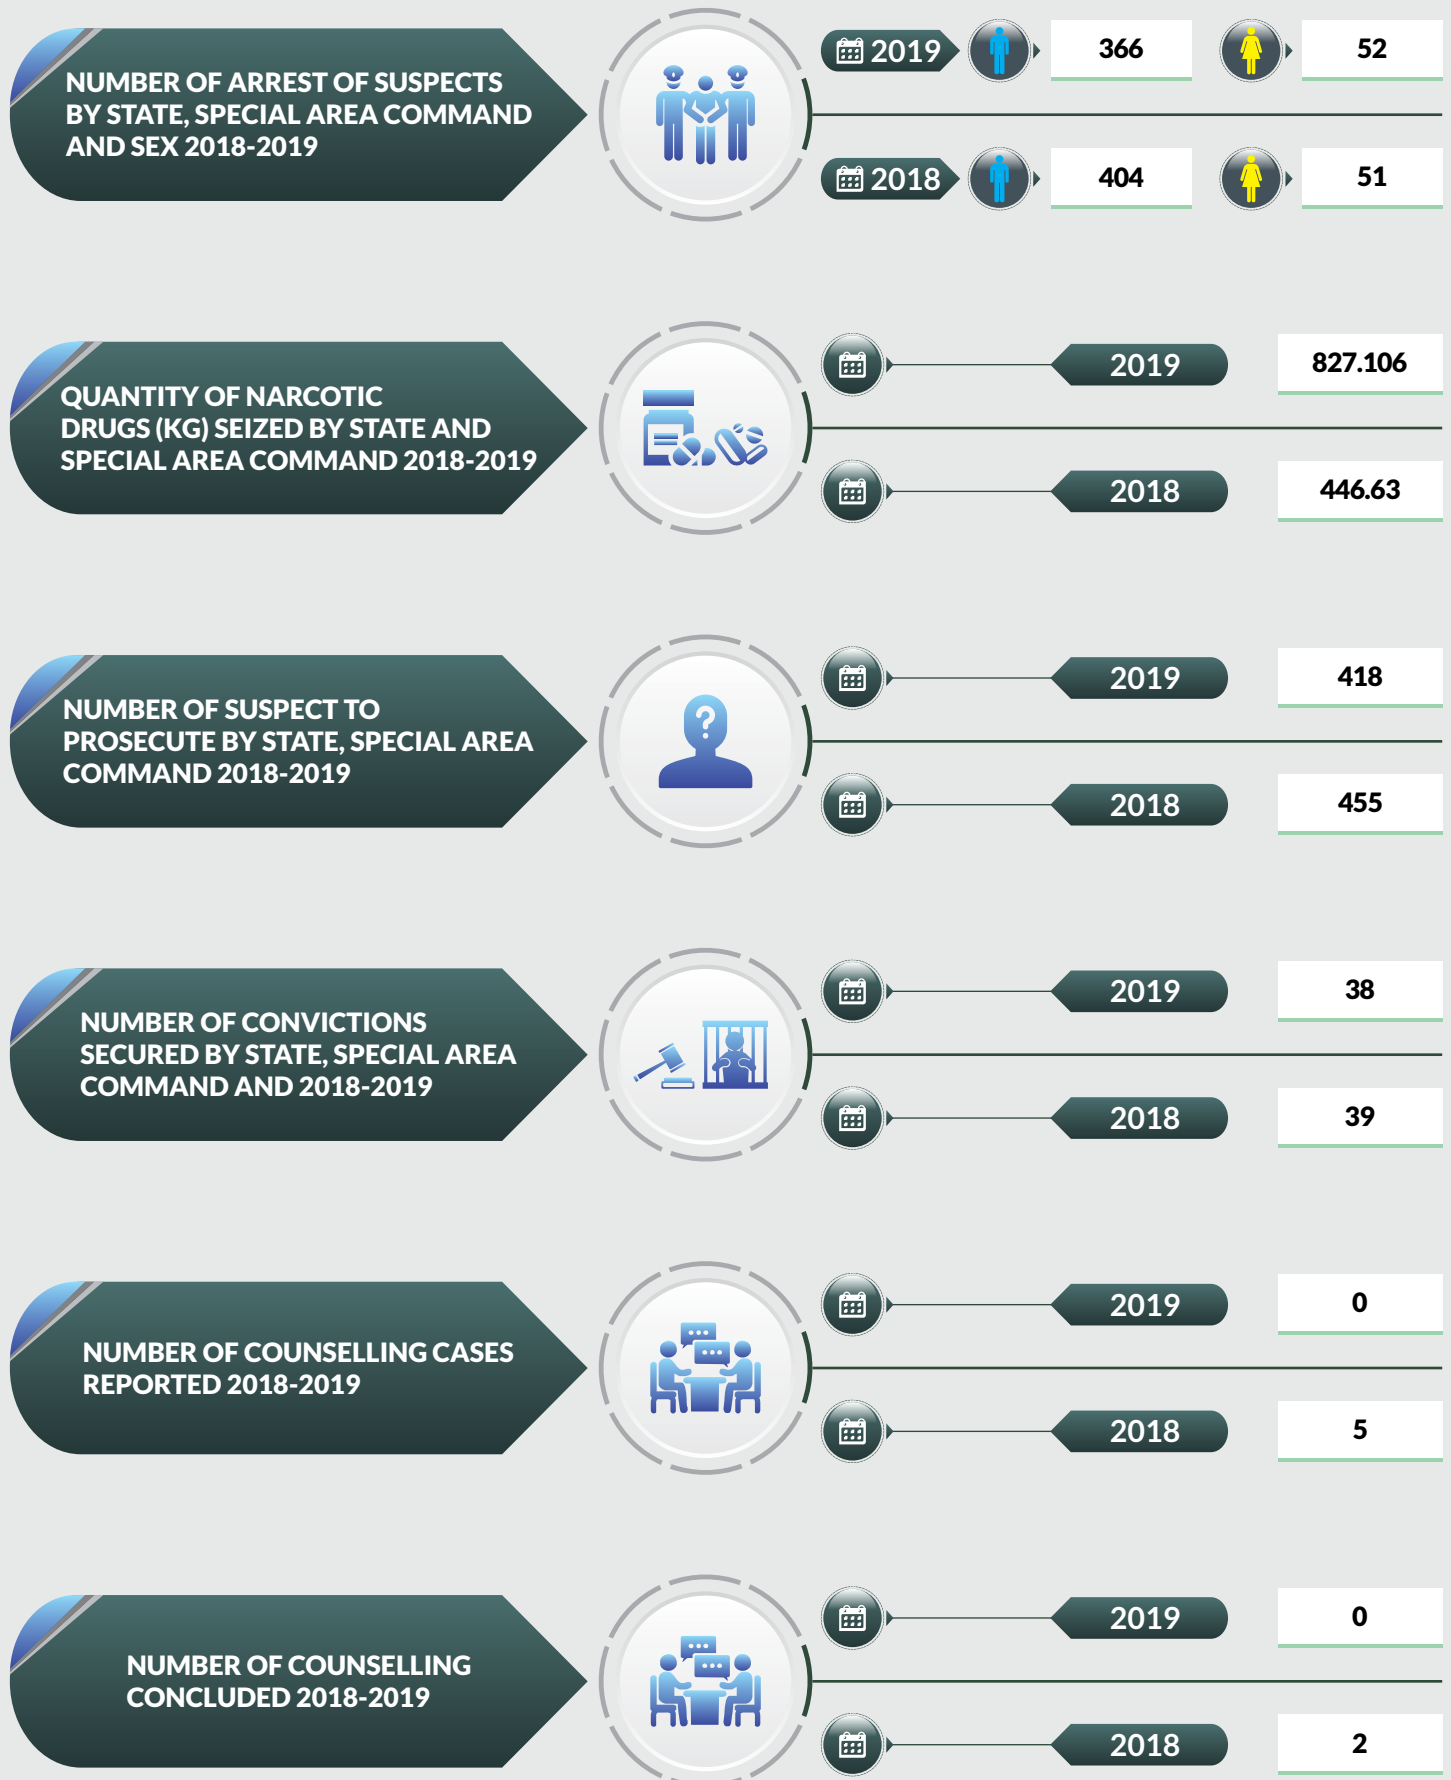 NUMBER OF ARREST OF SUSPECTS
BY STATE, SPECIAL AREA COMMAND
AND SEX 2018-2019
2019
366
52
2018
404
51
QUANTITY OF NARCOTIC
DRUGS (KG) SEIZED BY STATE AND
SPECIAL AREA COMMAND 2018-2019
2019
827.106
2018
446.63
NUMBER OF SUSPECT TO
PROSECUTE BY STATE, SPECIAL AREA
COMMAND 2018-2019
2019
418
2018
455
NUMBER OF CONVICTIONS
SECURED BY STATE, SPECIAL AREA
COMMAND AND 2018-2019
2019
38
2018
39
NUMBER OF COUNSELLING CASES
REPORTED 2018-2019
2019
0
2018
5
NUMBER OF COUNSELLING
CONCLUDED 2018-2019
2019
0
2018
2